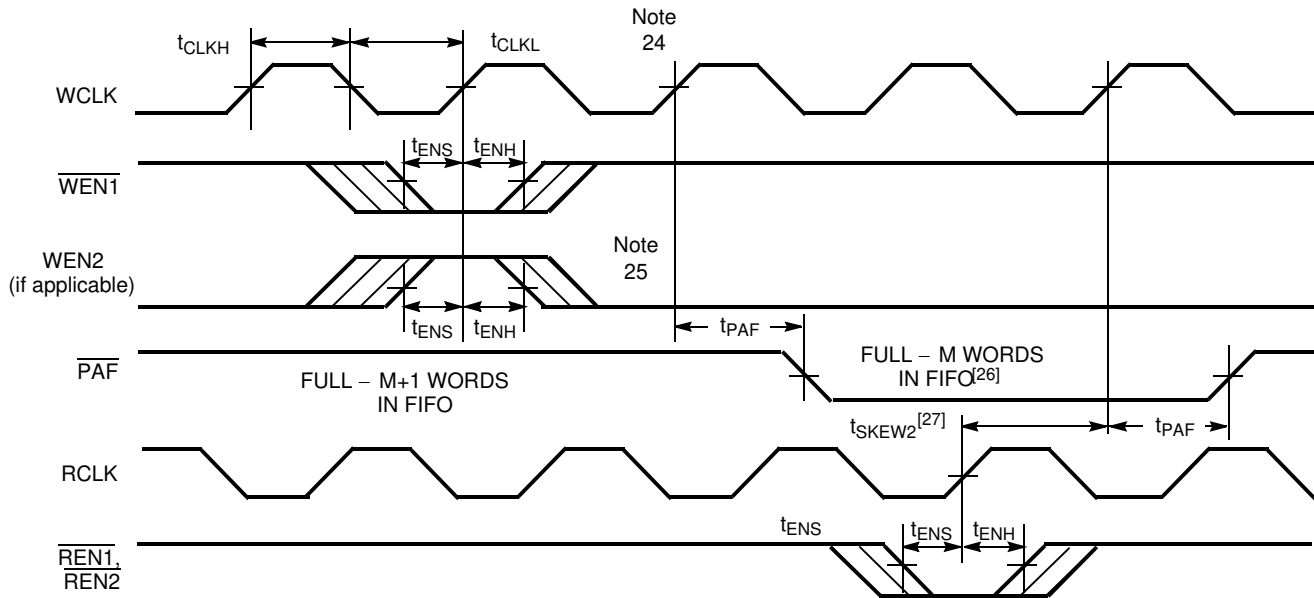 Note
24
tCLKH
tCLKL
WCLK
tENS
tENH
WEN1
WEN2
(if applicable)
Note
25
tENS
tENH
tPAF
PAF
FULL − M+1 WORDS
IN FIFO
FULL − M WORDS
IN FIFO[26]
tSKEW2[27]
tPAF
RCLK
tENS
tENS
tENH
REN1,
REN2